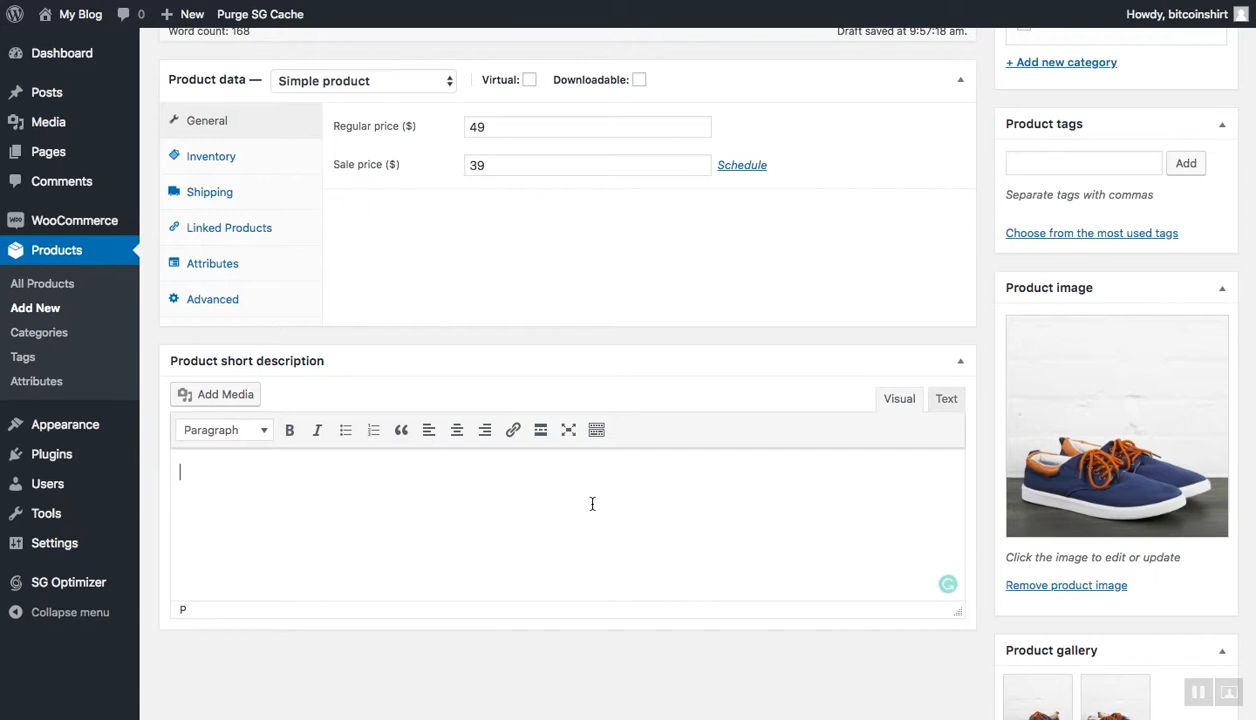 My Blog 0 New Purge SG Cache Howdy, bitcoinshirt
Dashboard
Posts
Media
Pages
Comments
WooCommerce
Products
All Products
Add New
Categories
Tags
Attributes
Appearance
Plugins
Users
Tools
Settings
SG Optimizer
Collapse menu
Word count: 168 Draft saved at 9:57:18 am.
Product data — Simple product Virtual: Downloadable:
General
Inventory
Shipping
Linked Products
Attributes
Advanced
Regular price ($) 49
Sale price ($) 39 Schedule
Product short description
Add Media
Visual Text
Paragraph
P
+ Add new category
Product tags
Add
Separate tags with commas
Choose from the most used tags
Product image
Click the image to edit or update
Remove product image
Product gallery